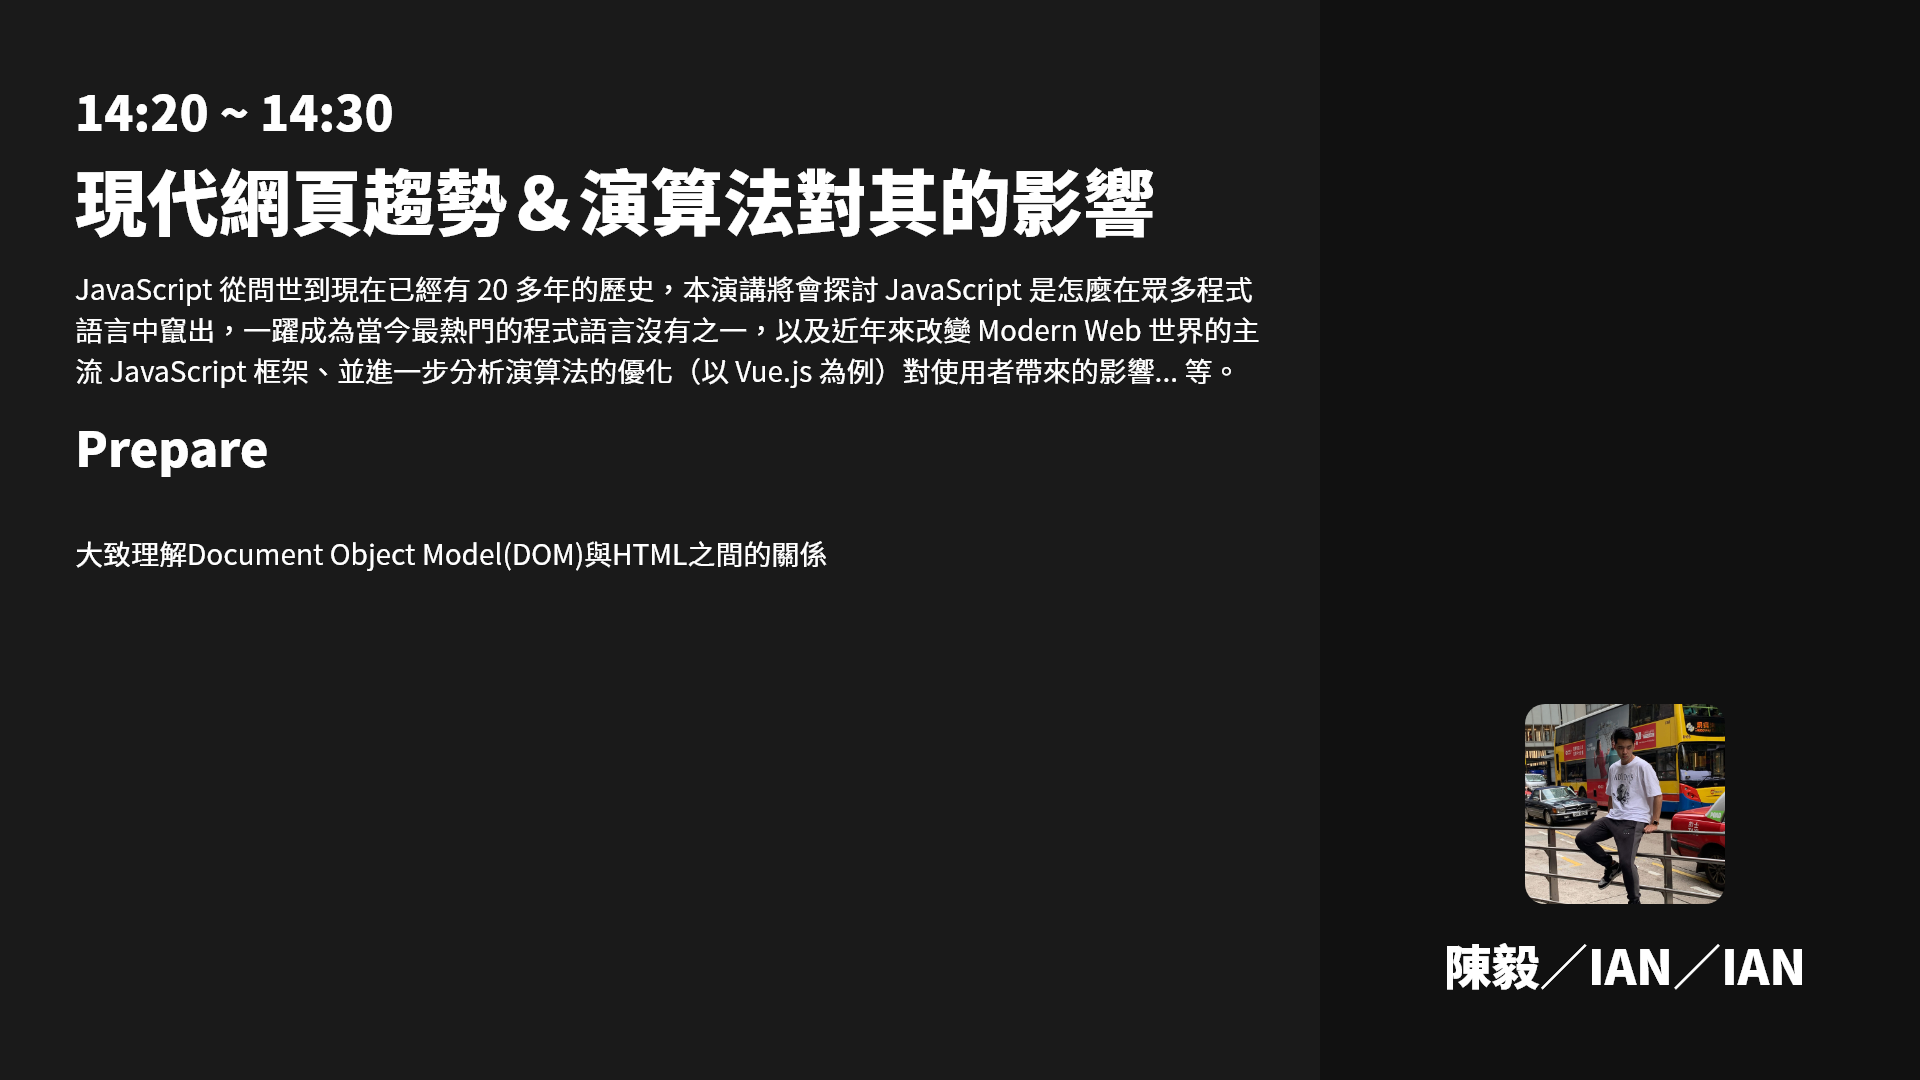 14:20 ~ 14:30
現代網頁趨勢＆演算法對其的影響
JavaScript 從問世到現在已經有 20 多年的歷史，本演講將會探討 JavaScript 是怎麼在眾多程式
語言中竄出，一躍成為當今最熱門的程式語言沒有之一，以及近年來改變 Modern Web 世界的主
流 JavaScript 框架、並進一步分析演算法的優化（以 Vue.js 為例）對使用者帶來的影響... 等。
Prepare
大致理解Document Object Model(DOM)與HTML之間的關係
陳毅／IAN／IAN